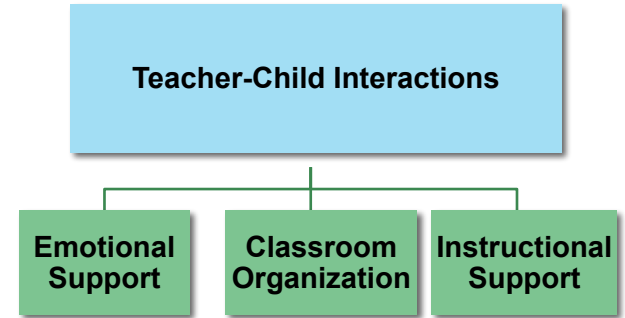 Teacher-Child Interactions
Emotional
Support
Classroom
Organization
Instructional
Support